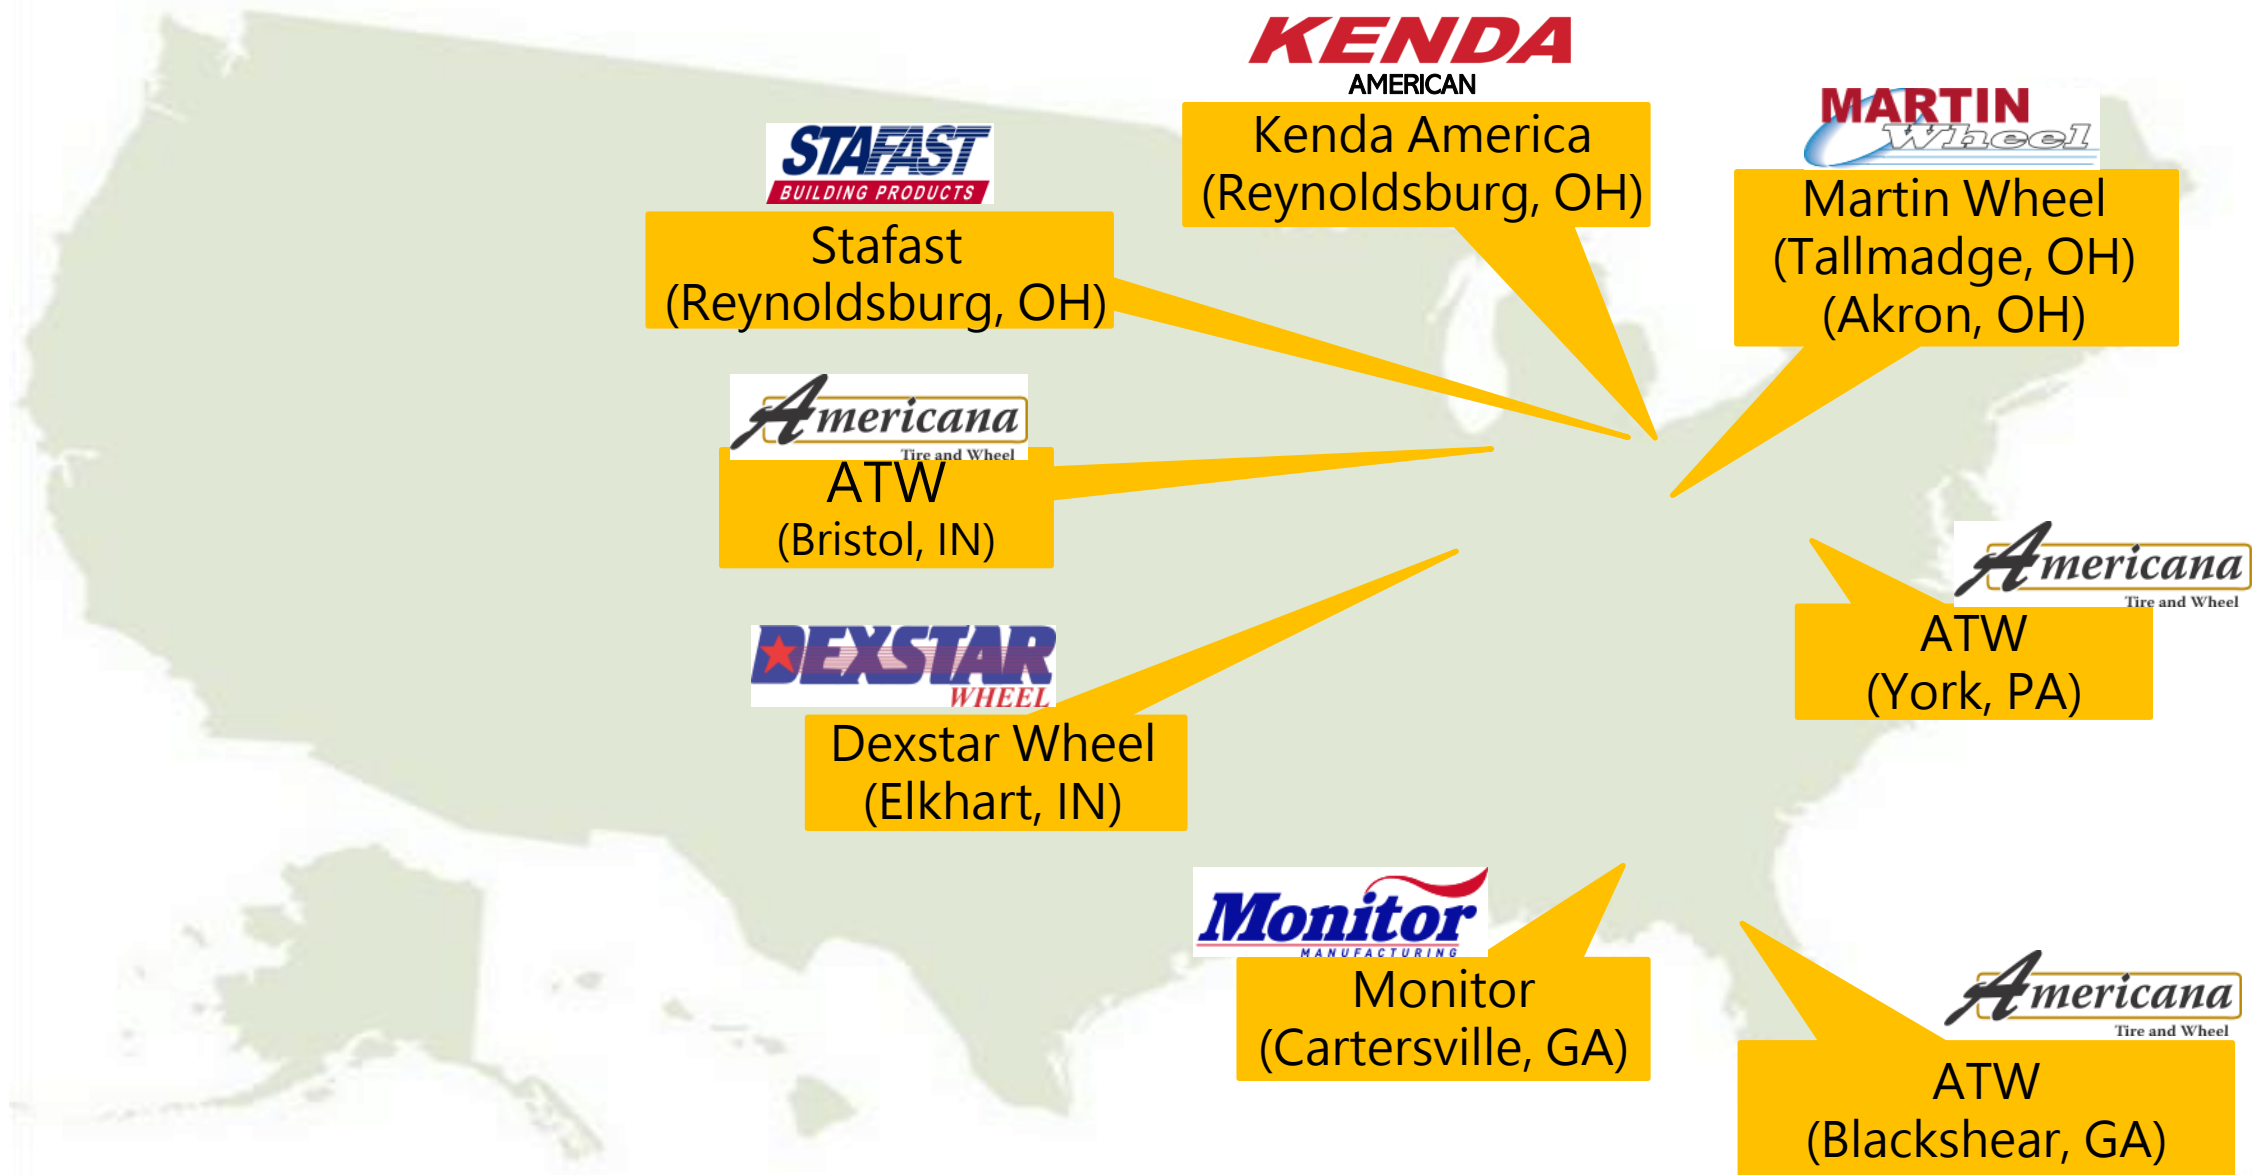 KENDA
AMERICAN
Kenda America
(Reynoldsburg, OH)
MARTIN
Wheel
Martin Wheel
(Tallmadge, OH)
(Akron, OH)
STAFAST
BUILDING PRODUCTS
Stafast
(Reynoldsburg, OH)
Americana
Tire and Wheel
ATW
(Bristol, IN)
Americana
Tire and Wheel
ATW
(York, PA)
DEXSTAR
WHEEL
Dexstar Wheel
(Elkhart, IN)
Monitor
MANUFACTURING
Monitor
(Cartersville, GA)
Americana
Tire and Wheel
ATW
(Blackshear, GA)